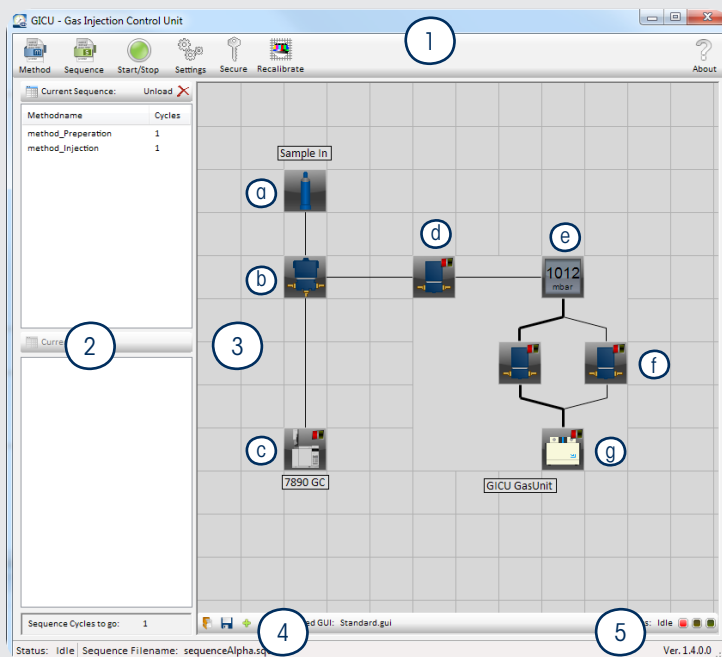 GICU - Gas Injection Control Unit
1
Method Sequence Start/Stop Settings Secure Recalibrate About
Current Sequence: Unload
Methodname Cycles
method_Preperation 1
method_Injection 1
Sample In
a
d
e
b
1012
mbar
2
3
f
c
g
7890 GC
GICU GasUnit
Sequence Cycles to go: 1
4
GUI: Standard.gui
5
Idle
Status: Idle Sequence Filename: sequenceAlpha.sq
Ver. 1.4.0.0